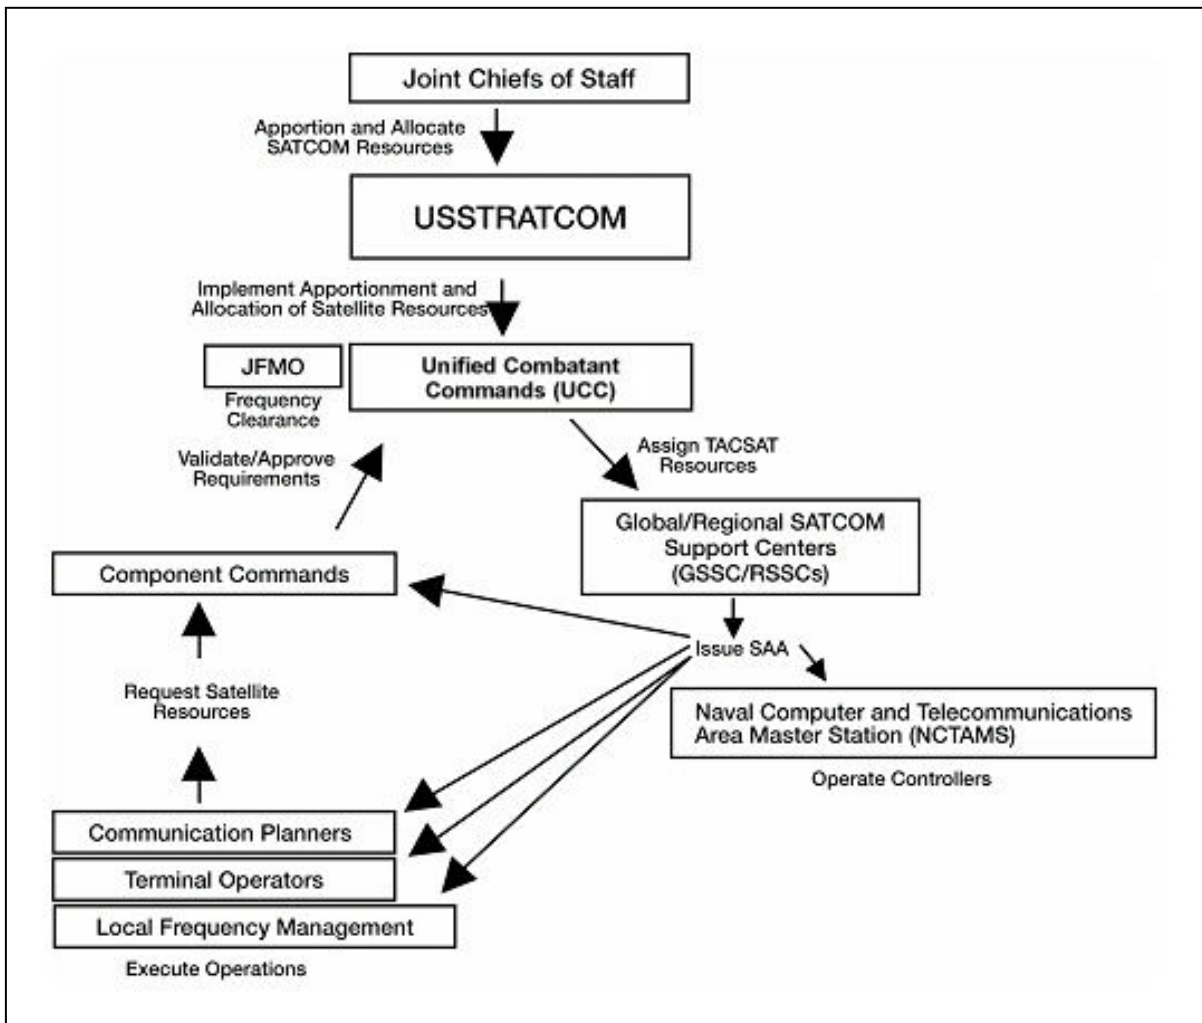 Joint Chiefs of Staff
Apportion and Allocate
SATCOM Resources
USSTRATCOM
Implement Apportionment and
Allocation of Satellite Resources
JFMO
Frequency
Clearance
Unified Combatant
Commands (UCC)
Validate/Approve
Requirements
Assign TACSAT
Resources
Global/Regional SATCOM
Support Centers
(GSSC/RSSCs)
Component Commands
Issue SAA
Request Satellite
Resources
Naval Computer and Telecommunications
Area Master Station (NCTAMS)
Operate Controllers
Communication Planners
Terminal Operators
Local Frequency Management
Execute Operations